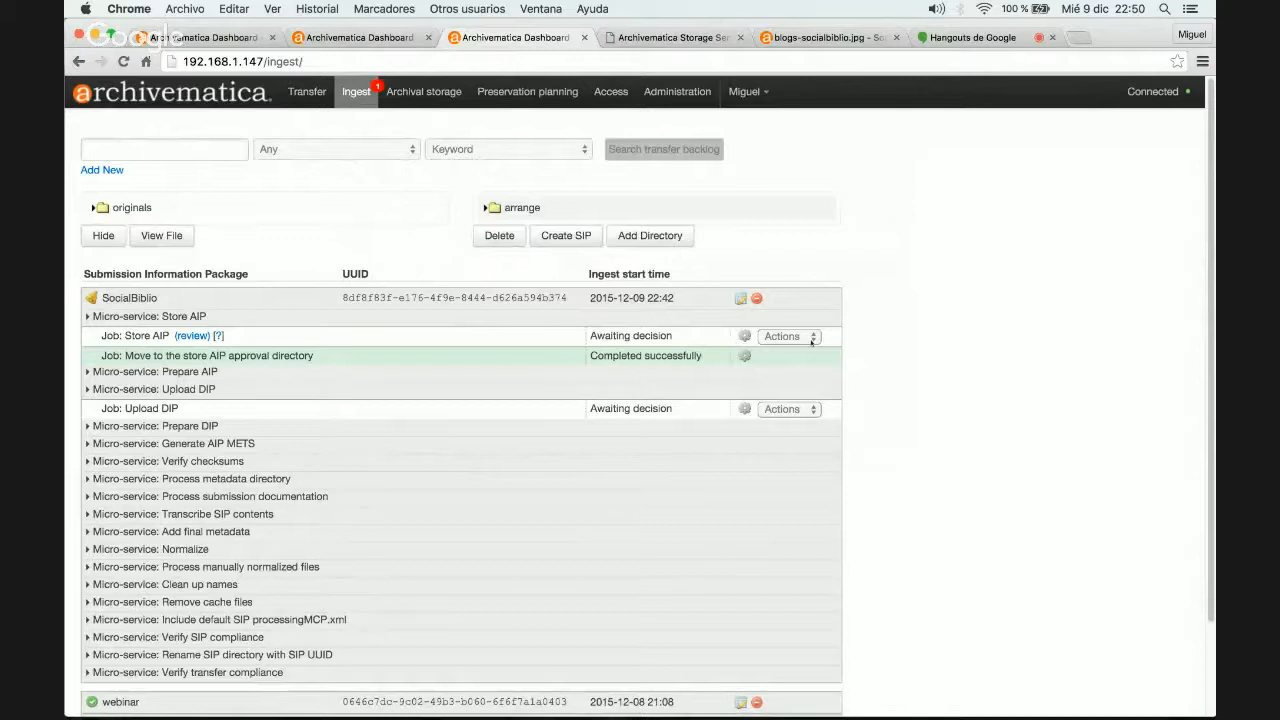 Chrome Archivo Editar Ver Historial Marcadores Otros usuarios Ventana Ayuda 100 % Mié 9 dic 22:50
Archivematica Dashboard Archivematica Dashboard Archivematica Dashboard Archivematica Storage Ser blogs-socialbiblio.jpg - So Hangouts de Google Miguel
Google
192.168.1.147/ingest/
archivematica Transfer Ingest 1 Archival storage Preservation planning Access Administration Miguel Connected
Any Keyword Search transfer backlog
Add New
originals arrange
Hide View File Delete Create SIP Add Directory
Submission Information Package UUID Ingest start time
SocialBiblio 8df8f83f-e176-4f9e-8444-d626a594b374 2015-12-09 22:42
Micro-service: Store AIP
Job: Store AIP (review) [?] Awaiting decision Actions
Job: Move to the store AIP approval directory Completed successfully
Micro-service: Prepare AIP
Micro-service: Upload DIP
Job: Upload DIP Awaiting decision Actions
Micro-service: Prepare DIP
Micro-service: Generate AIP METS
Micro-service: Verify checksums
Micro-service: Process metadata directory
Micro-service: Process submission documentation
Micro-service: Transcribe SIP contents
Micro-service: Add final metadata
Micro-service: Normalize
Micro-service: Process manually normalized files
Micro-service: Clean up names
Micro-service: Remove cache files
Micro-service: Include default SIP processingMCP.xml
Micro-service: Verify SIP compliance
Micro-service: Rename SIP directory with SIP UUID
Micro-service: Verify transfer compliance
webinar 0646c7dc-9c02-49b3-b060-6f6f7a1a0403 2015-12-08 21:08